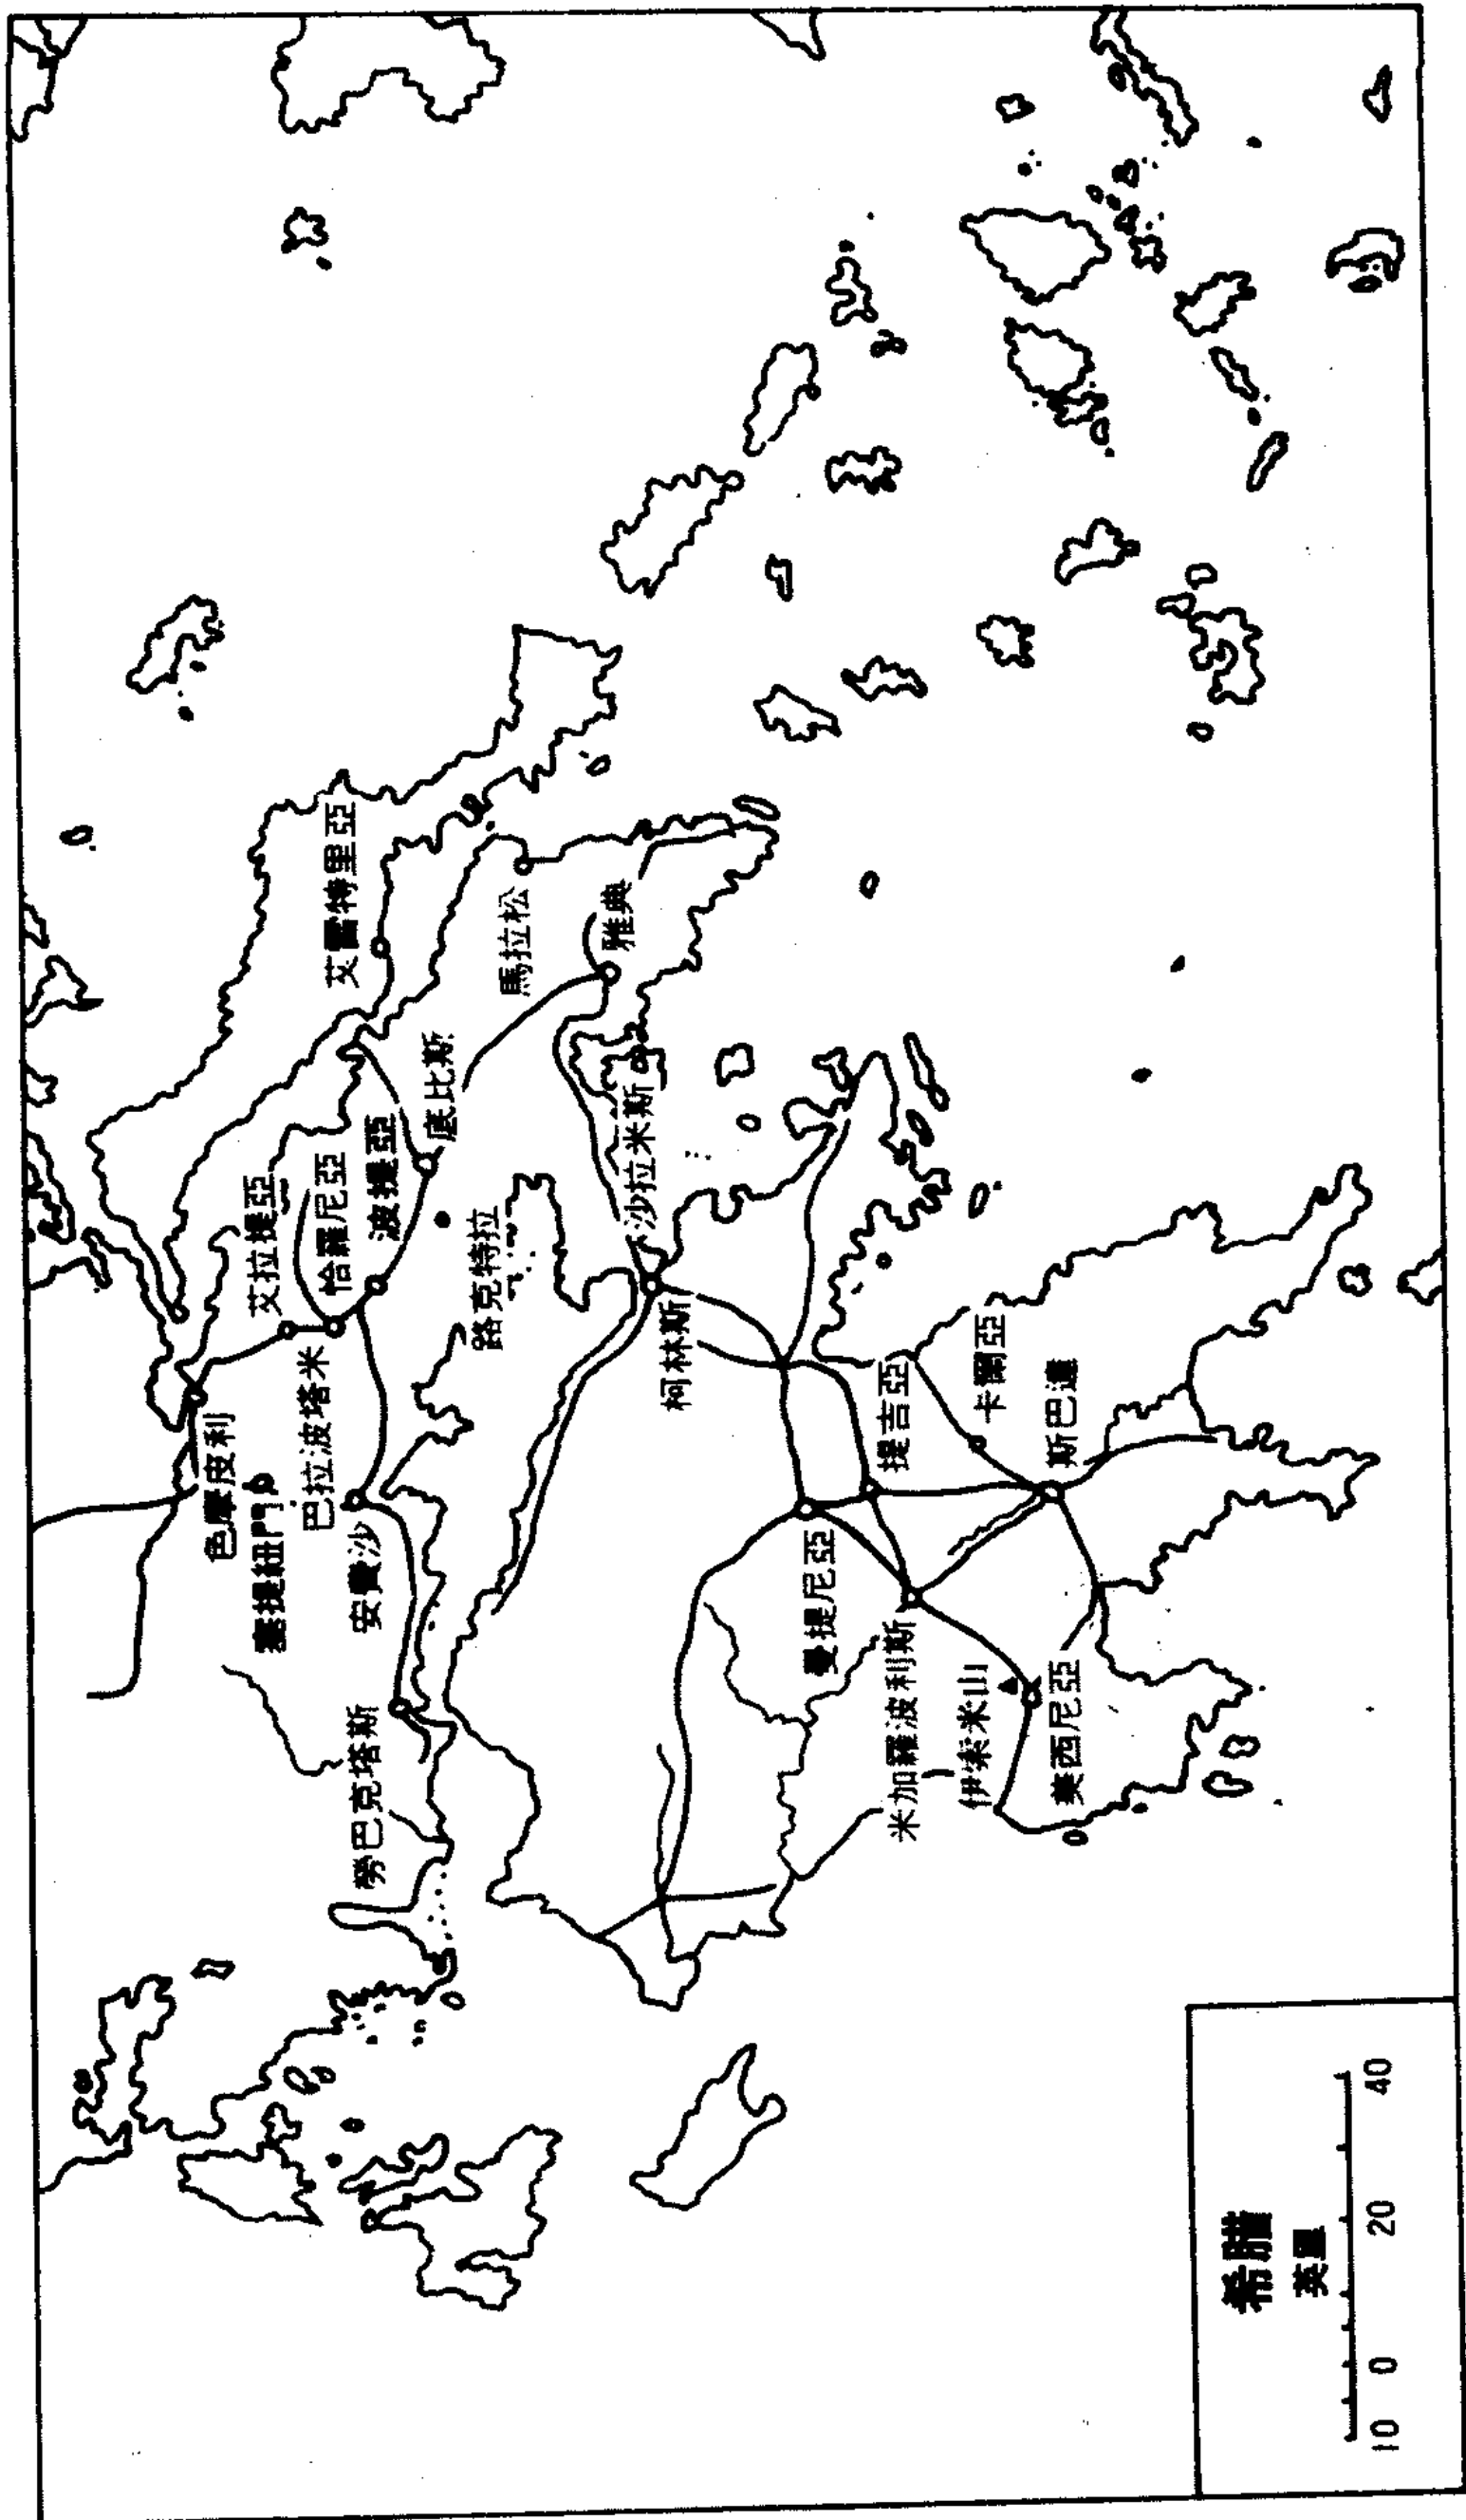 艾雷特里亞
馬拉松
雅典
底比斯
艾拉提亞
恰羅尼亞
波提亞
路克特拉
沙拉米斯
色摩皮利
塞提紐門
巴拉波塔米
安費沙
勞巴克塔斯
柯林斯
提吉亞
卡爾亞
斯巴達
曼提尼亞
米加羅波利斯
伊索米山
美西尼亞
希臘
英里
10 0 20 40